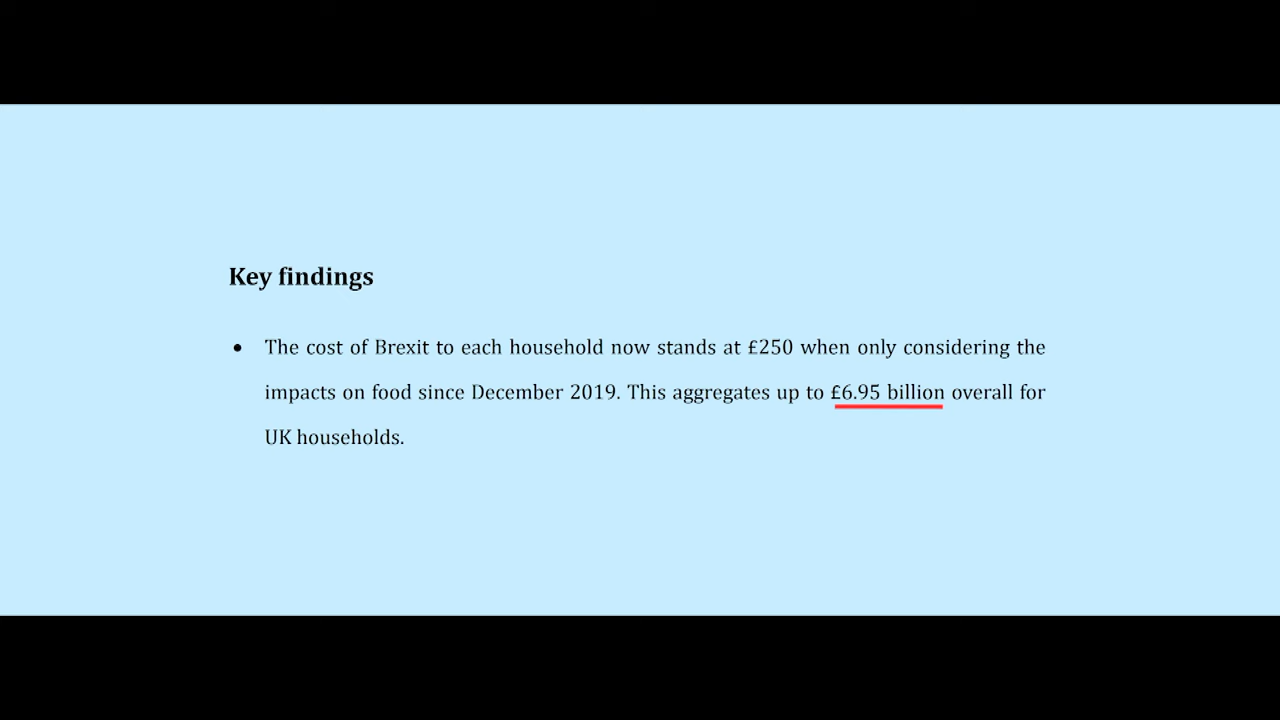 Key findings
• The cost of Brexit to each household now stands at £250 when only considering the
impacts on food since December 2019. This aggregates up to £6.95 billion overall for
UK households.